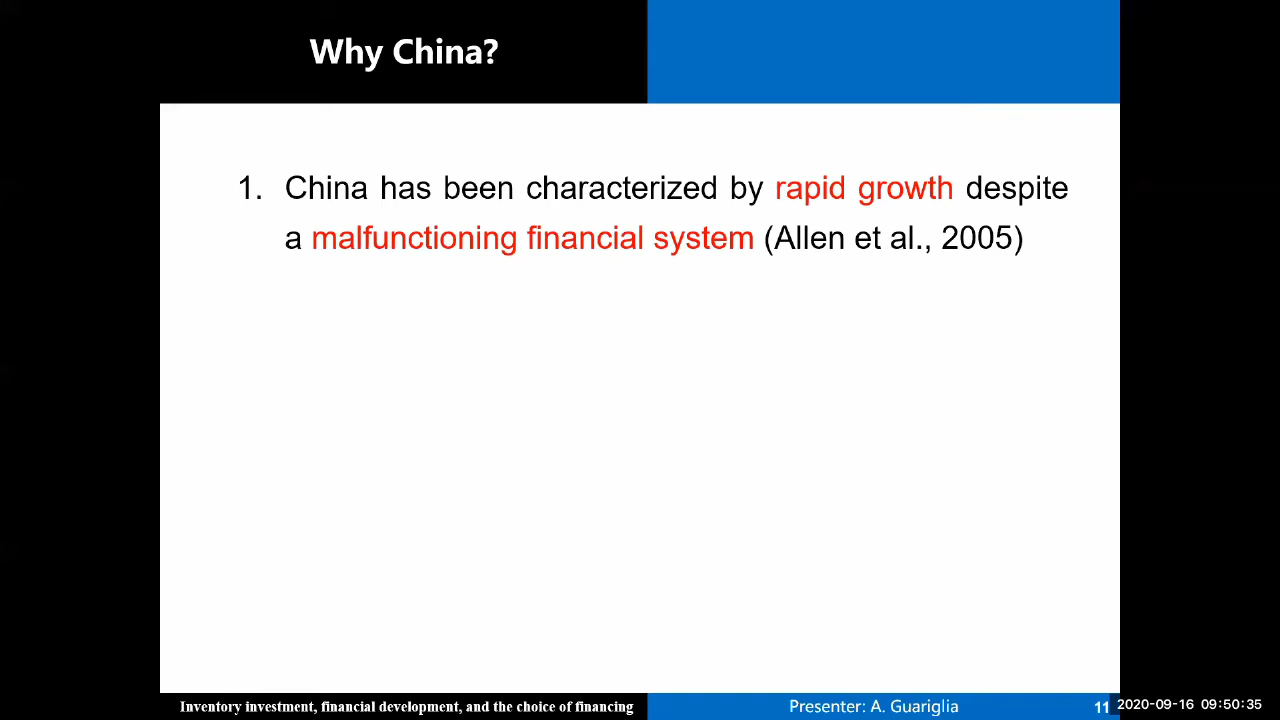 Why China?
1. China has been characterized by rapid growth despite
a malfunctioning financial system (Allen et al., 2005)
Inventory investment, financial development, and the choice of financing
Presenter: A. Guariglia
11
2020-09-16 09:50:35